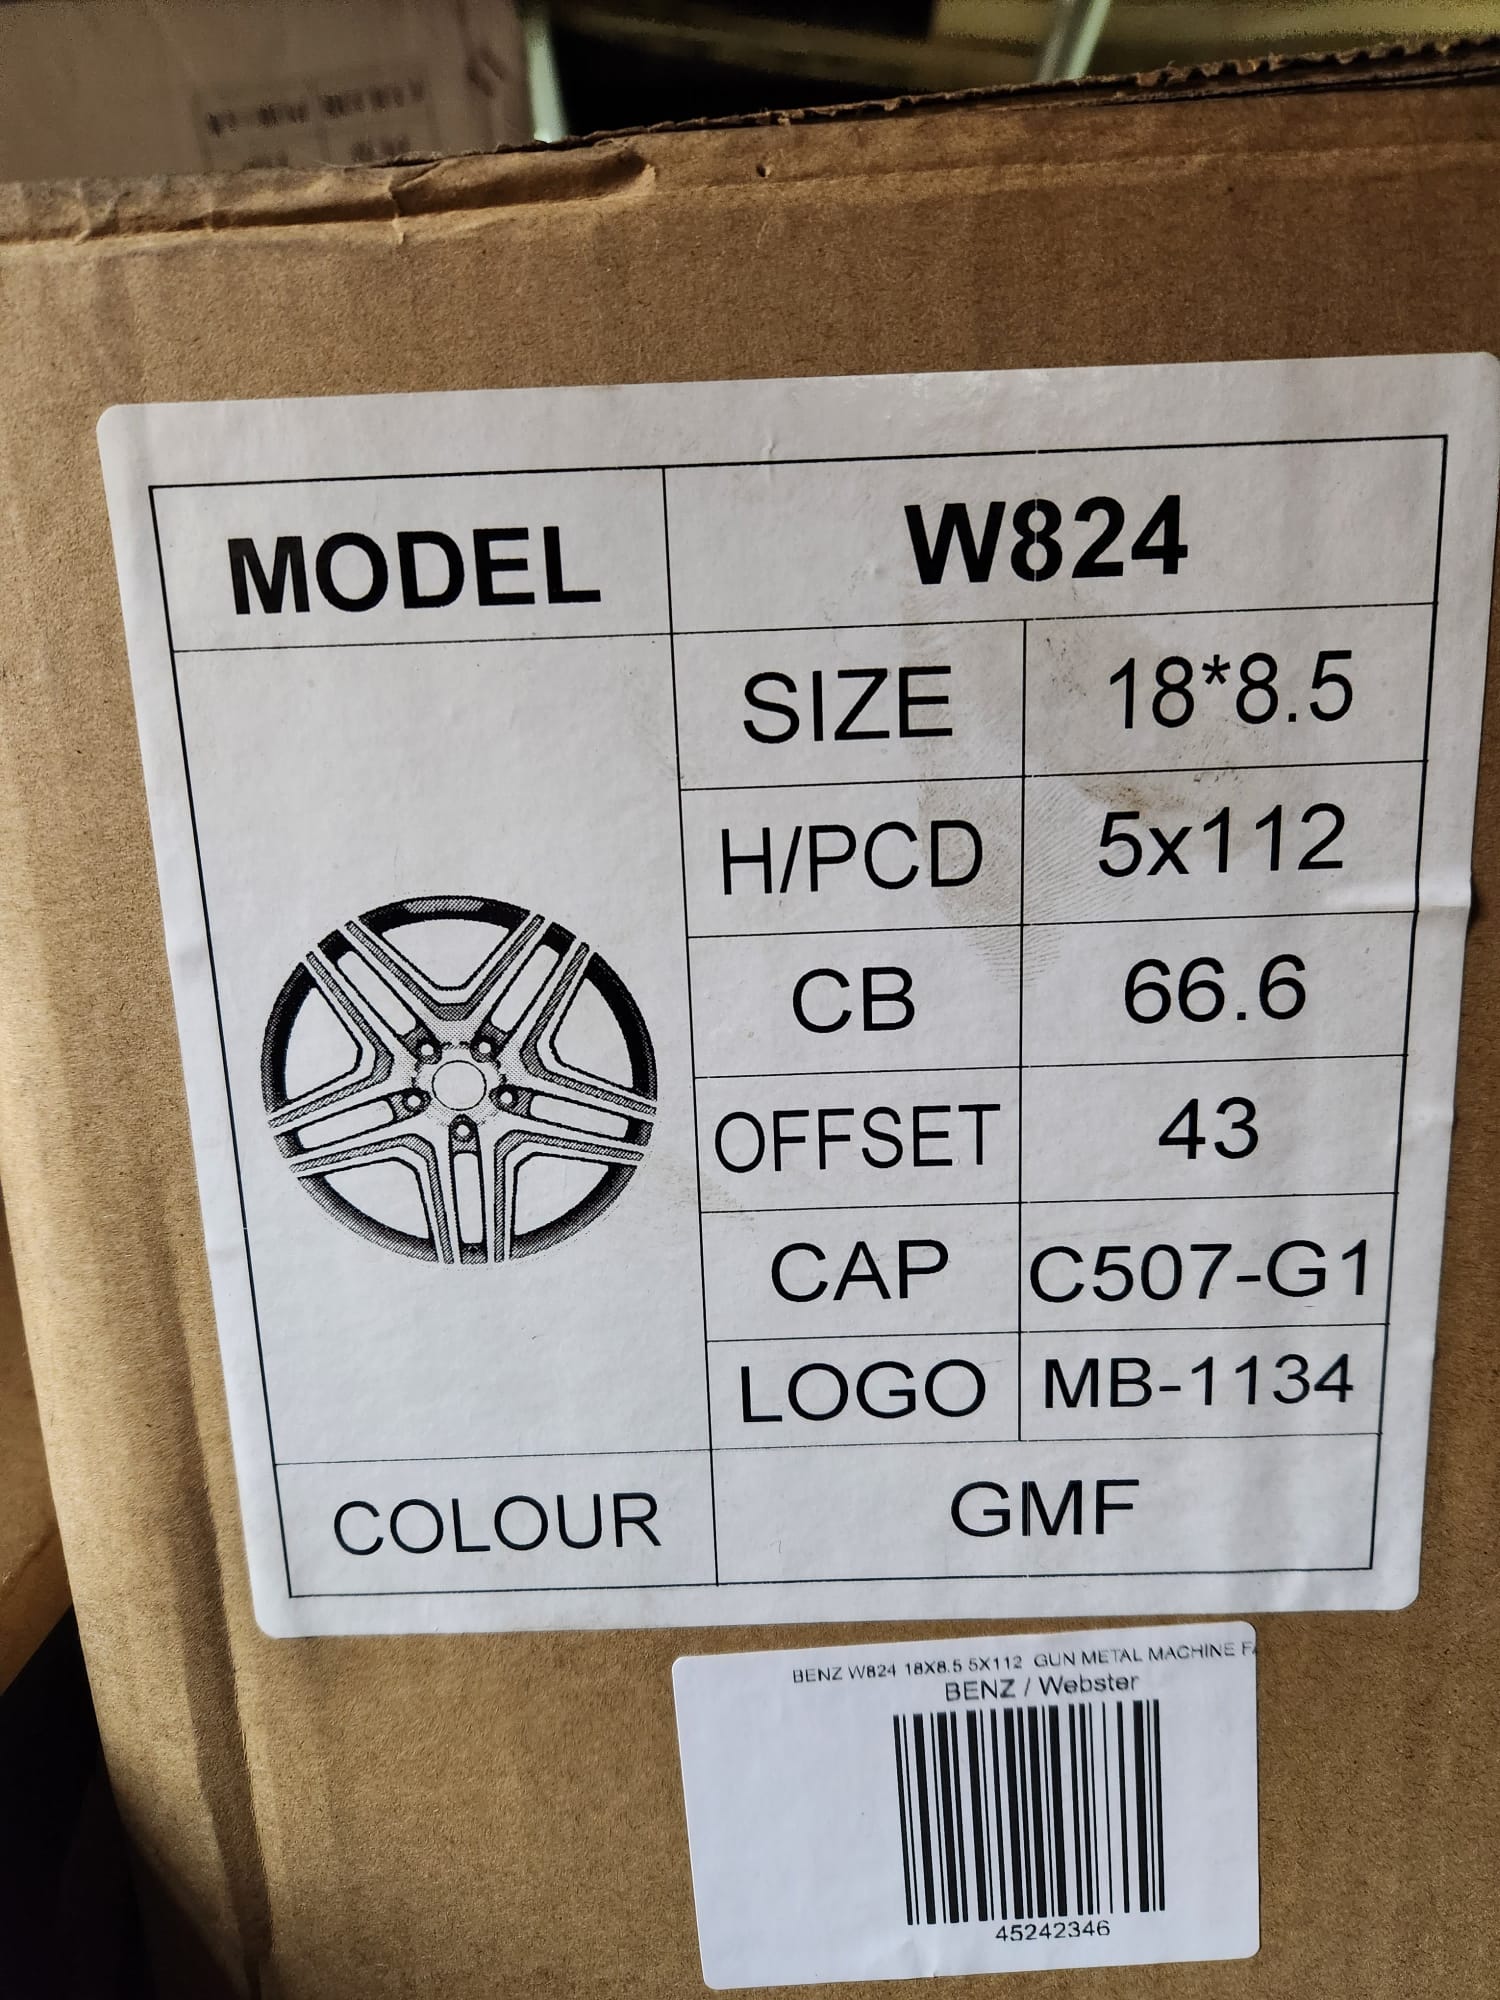 MODEL W824
SIZE 18*8.5
H/PCD 5x112
CB 66.6
OFFSET 43
CAP C507-G1
LOGO MB-1134
COLOUR GMF
BENZ W824 18X8.5 5X112 GUN METAL MACHINE
BENZ / Webster
45242346